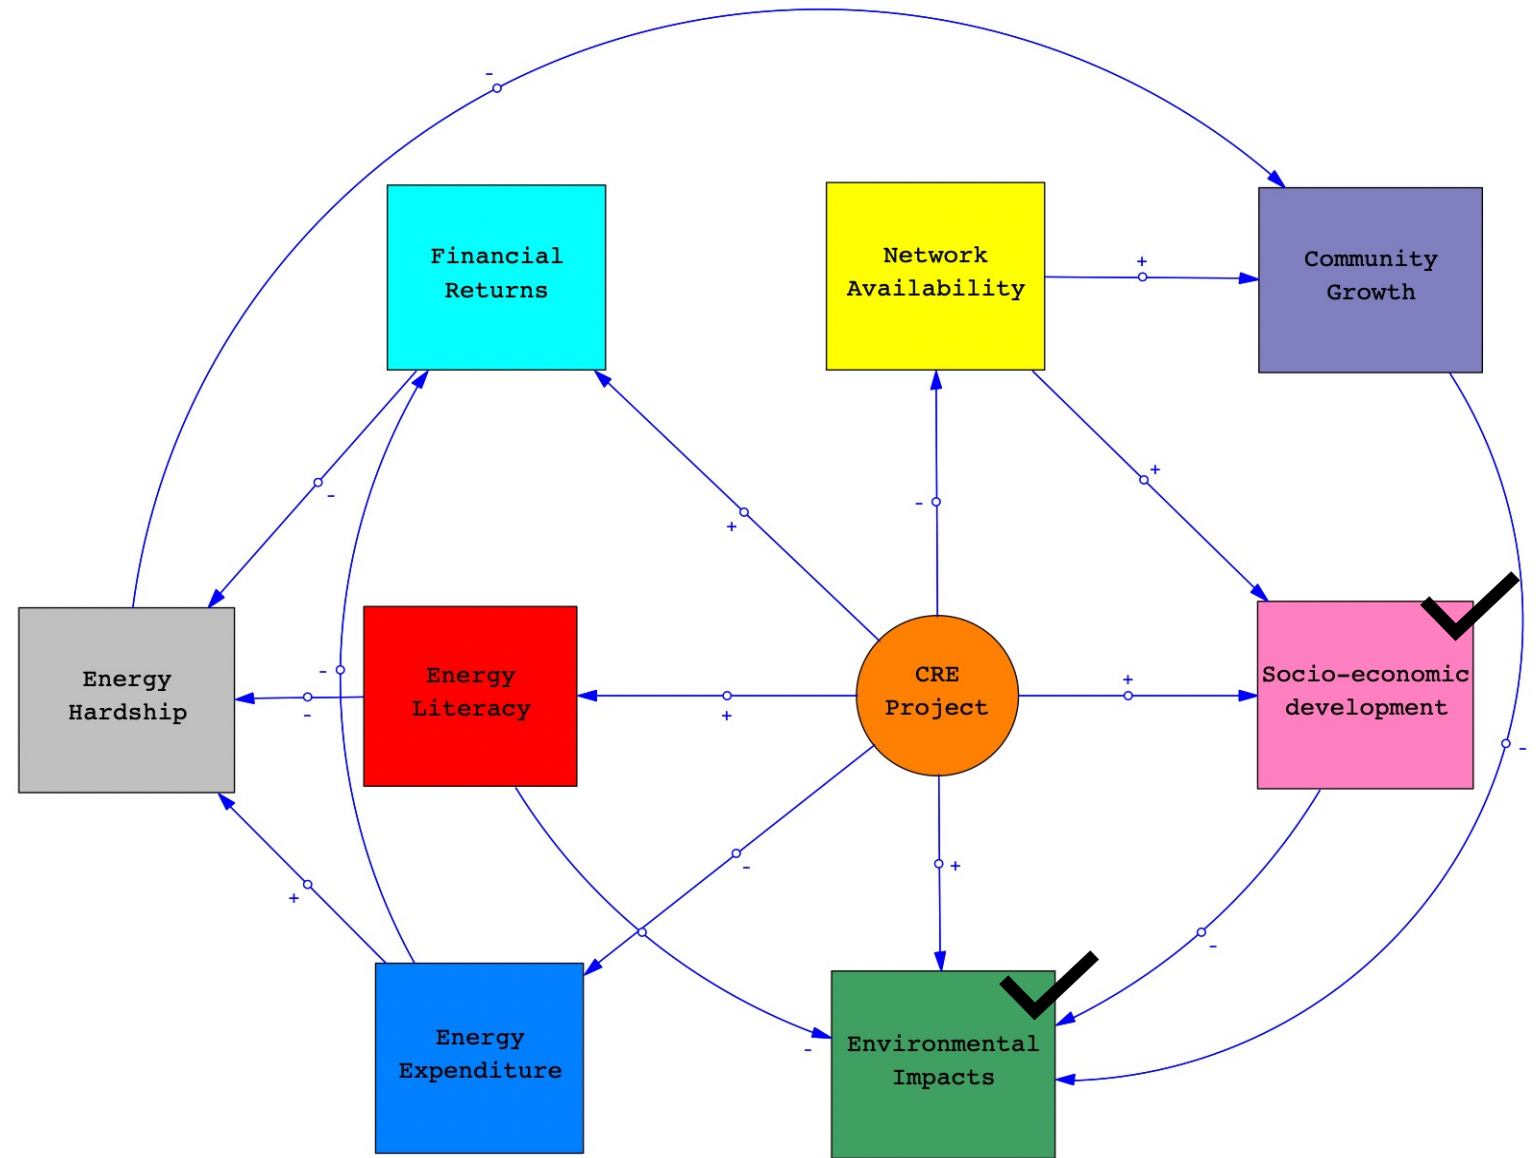 -
Financial
Returns
Network
Availability
+
Community
Growth
-
+
-
+
Energy
Hardship
-
-
Energy
Literacy
+
CRE
Project
+
Socio-economic
development
-
+
-
+
-
-
Energy
Expenditure
-
Environmental
Impacts